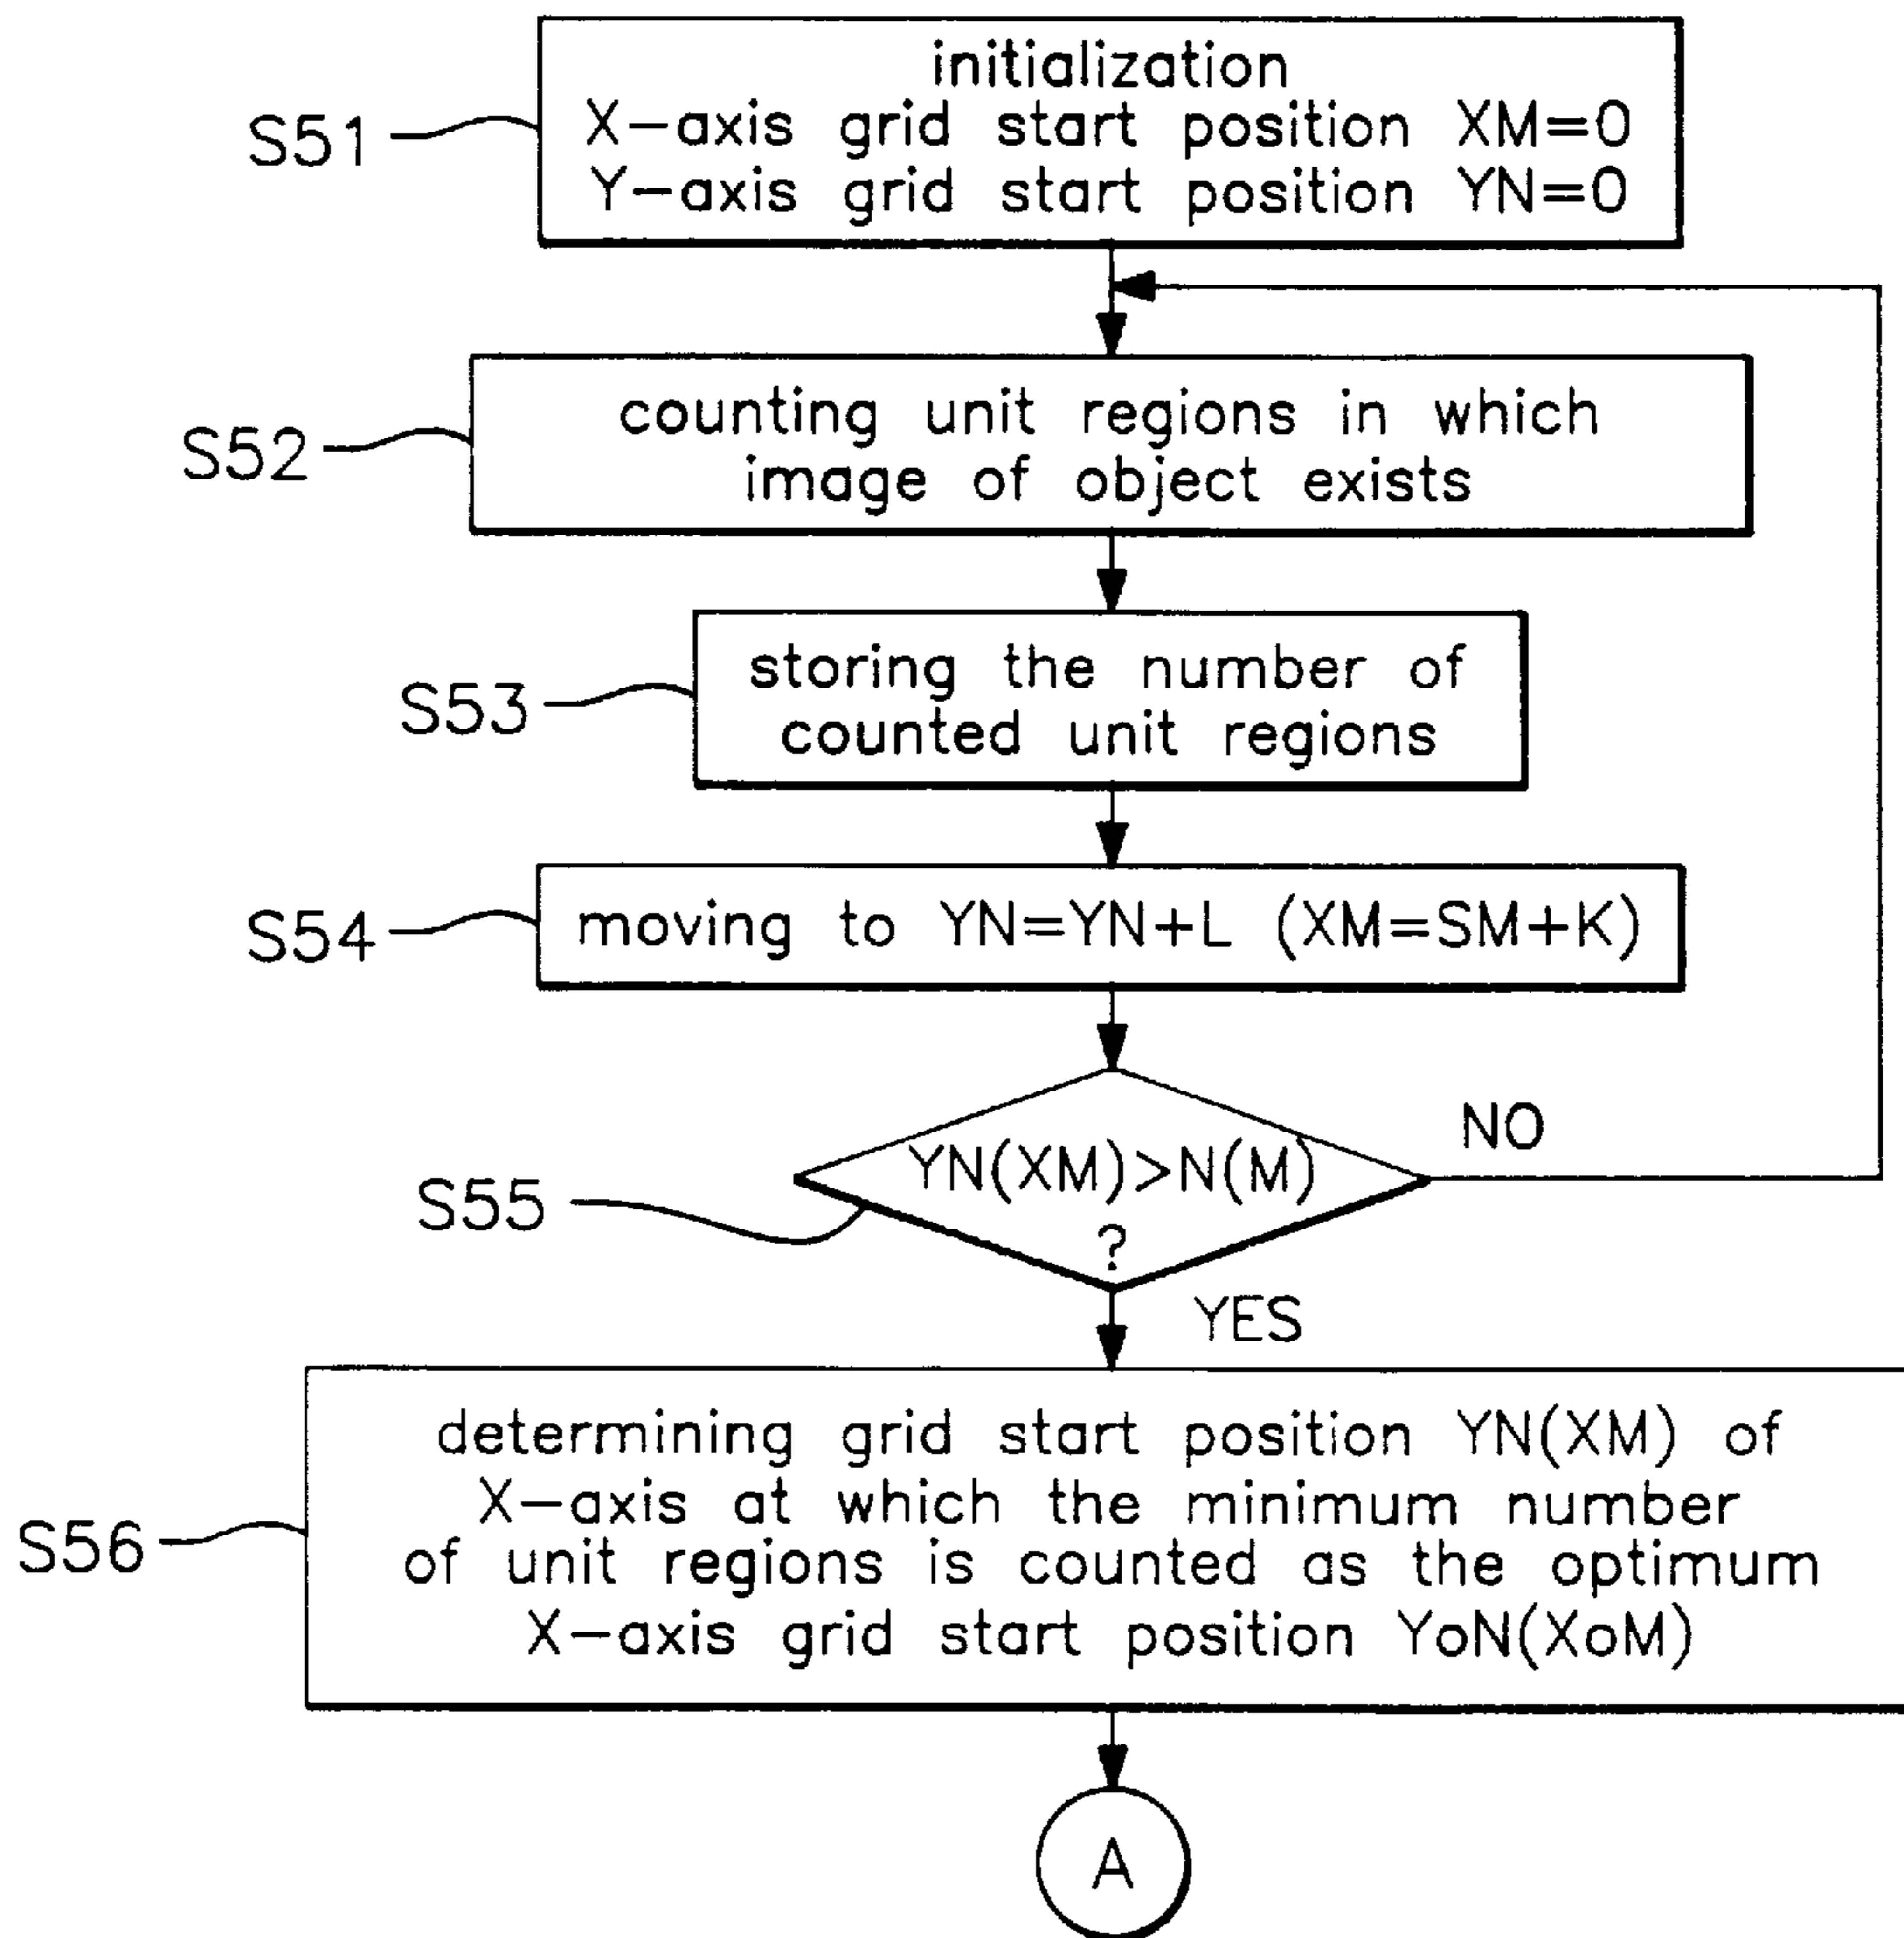 initialization
S51
X-axis grid start position XM=0
Y-axis grid start position YN=0
S52
counting unit regions in which
image of object exists
S53
storing the number of
counted unit regions
S54
moving to YN=YN+L (XM=SM+K)
S55
YN(XM)>N(M)
?
NO
YES
S56
determining grid start position YN(XM) of
X-axis at which the minimum number
of unit regions is counted as the optimum
X-axis grid start position YoN(XoM)
A